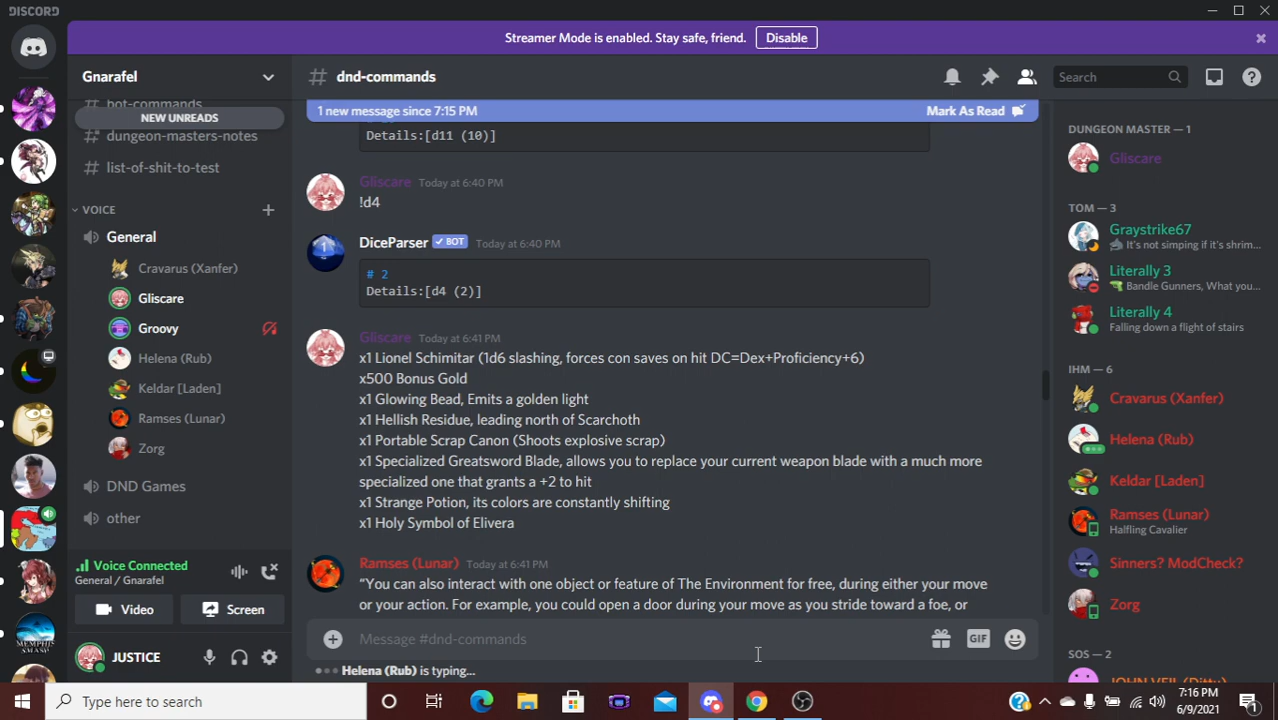 DISCORD
Streamer Mode is enabled. Stay safe, friend.
Disable
Gnarafel
bot-commands
NEW UNREADS
dungeon-masters-notes
list-of-shit-to-test
VOICE
General
Cravarus (Xanfer)
Gliscare
Groovy
Helena (Rub)
Keldar [Laden]
Ramses (Lunar)
Zorg
DND Games
other
Voice Connected
General / Gnarafel
Video
Screen
JUSTICE
dnd-commands
Search
1 new message since 7:15 PM
Mark As Read
Details:[d11 (10)]
Gliscare Today at 6:40 PM
!d4
DiceParser BOT Today at 6:40 PM
# 2
Details:[d4 (2)]
Gliscare Today at 6:41 PM
x1 Lionel Schimitar (1d6 slashing, forces con saves on hit DC=Dex+Proficiency+6)
x500 Bonus Gold
x1 Glowing Bead, Emits a golden light
x1 Hellish Residue, leading north of Scarchoth
x1 Portable Scrap Canon (Shoots explosive scrap)
x1 Specialized Greatsword Blade, allows you to replace your current weapon blade with a much more
specialized one that grants a +2 to hit
x1 Strange Potion, its colors are constantly shifting
x1 Holy Symbol of Elivera
Ramses (Lunar) Today at 6:41 PM
“You can also interact with one object or feature of The Environment for free, during either your move
or your action. For example, you could open a door during your move as you stride toward a foe, or
Message #dnd-commands
GIF
Helena (Rub) is typing...
DUNGEON MASTER — 1
Gliscare
TOM — 3
Graystrike67
It's not simping if it's shrim...
Literally 3
Bandle Gunners, What you...
Literally 4
Falling down a flight of stairs
IHM — 6
Cravarus (Xanfer)
Helena (Rub)
Keldar [Laden]
Ramses (Lunar)
Halfling Cavalier
Sinners? ModCheck?
Zorg
SOS — 2
JOHN VEIL (Ditty)
MEMPHIS
SMASH
Type here to search
7:16 PM
6/9/2021
1